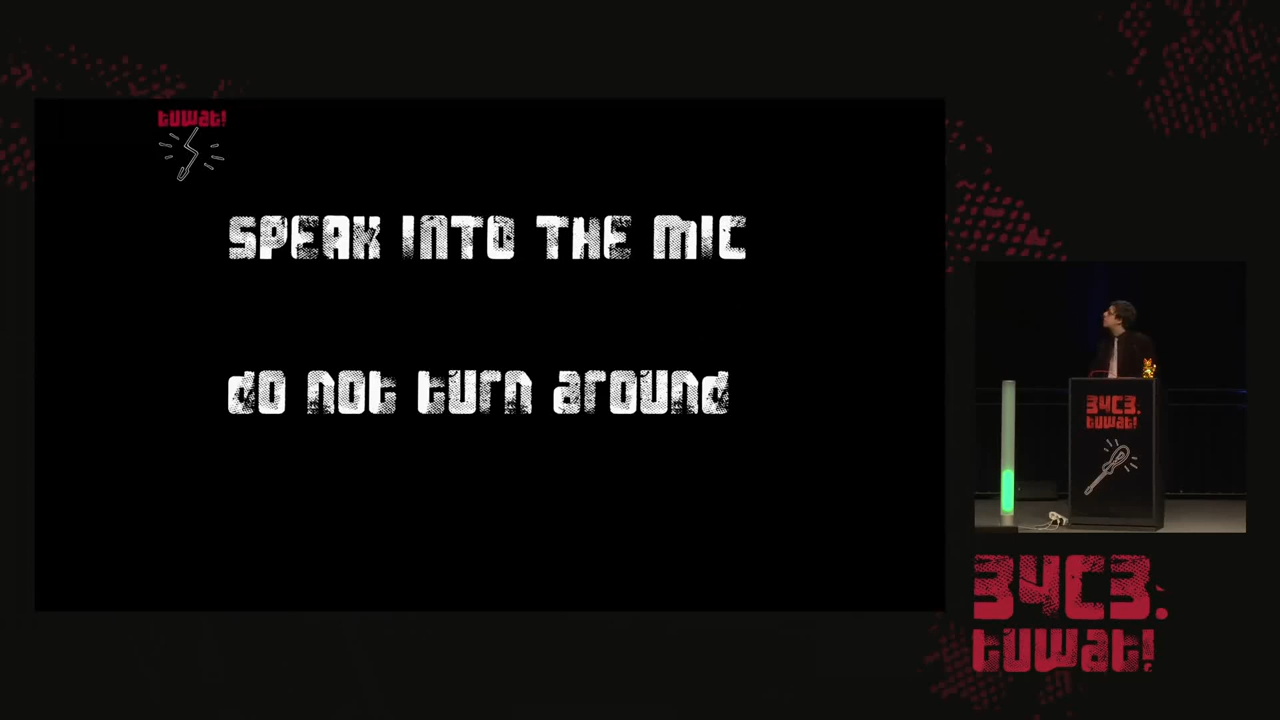 tuwat!
SPEAK INTO THE MIC
do not turn around
34C3.
tuwat!
34C3.
tuwat!